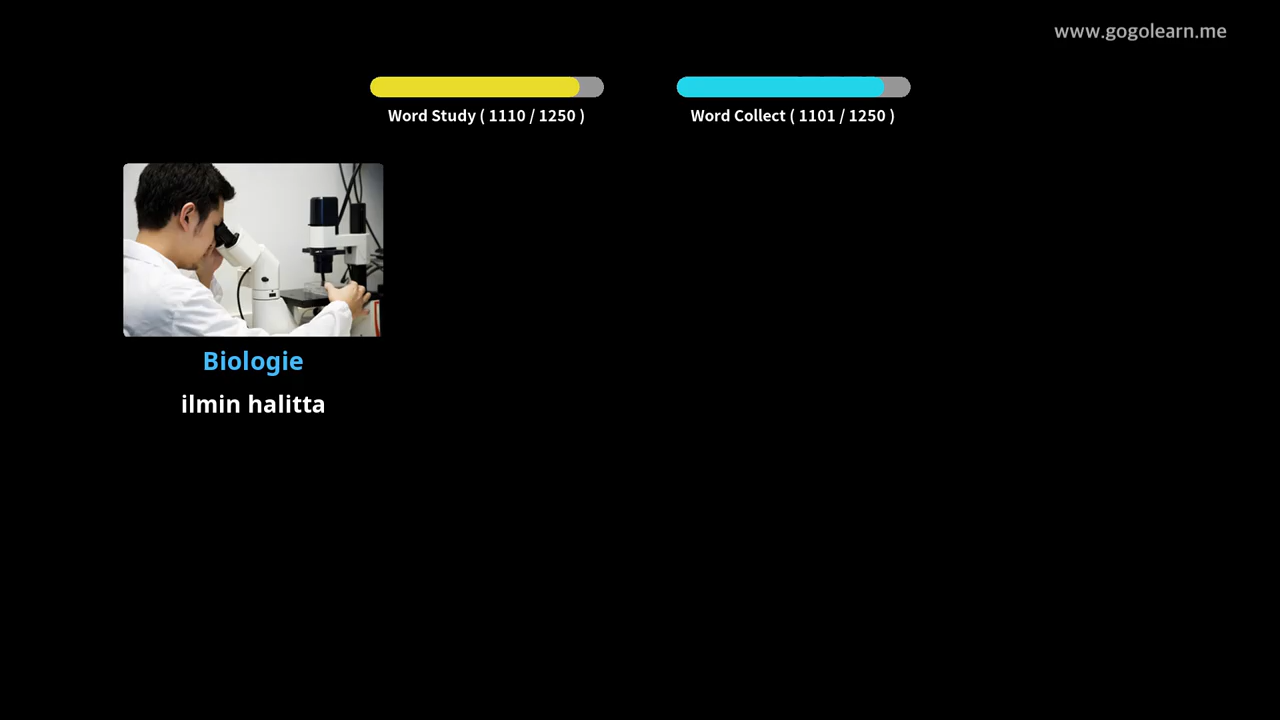 www.gogolearn.me
Word Study ( 1110 / 1250 )
Word Collect ( 1101 / 1250 )
Biologie
ilmin halitta